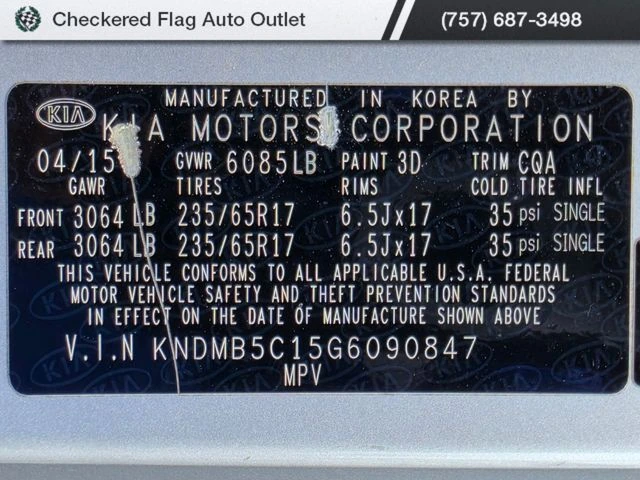 Checkered Flag Auto Outlet (757) 687-3498
MANUFACTURED IN KOREA BY
KIA KIA MOTORS CORPORATION
04/15 GVWR 6085LB PAINT 3D TRIM CQA
GAWR TIRES RIMS COLD TIRE INFL
FRONT 3064 LB 235/65R17 6.5Jx17 35 psi SINGLE
REAR 3064 LB 235/65R17 6.5Jx17 35 psi SINGLE
THIS VEHICLE CONFORMS TO ALL APPLICABLE U.S.A. FEDERAL
MOTOR VEHICLE SAFETY AND THEFT PREVENTION STANDARDS
IN EFFECT ON THE DATE OF MANUFACTURE SHOWN ABOVE
V.I.N KNDMB5C15G6090847
MPV